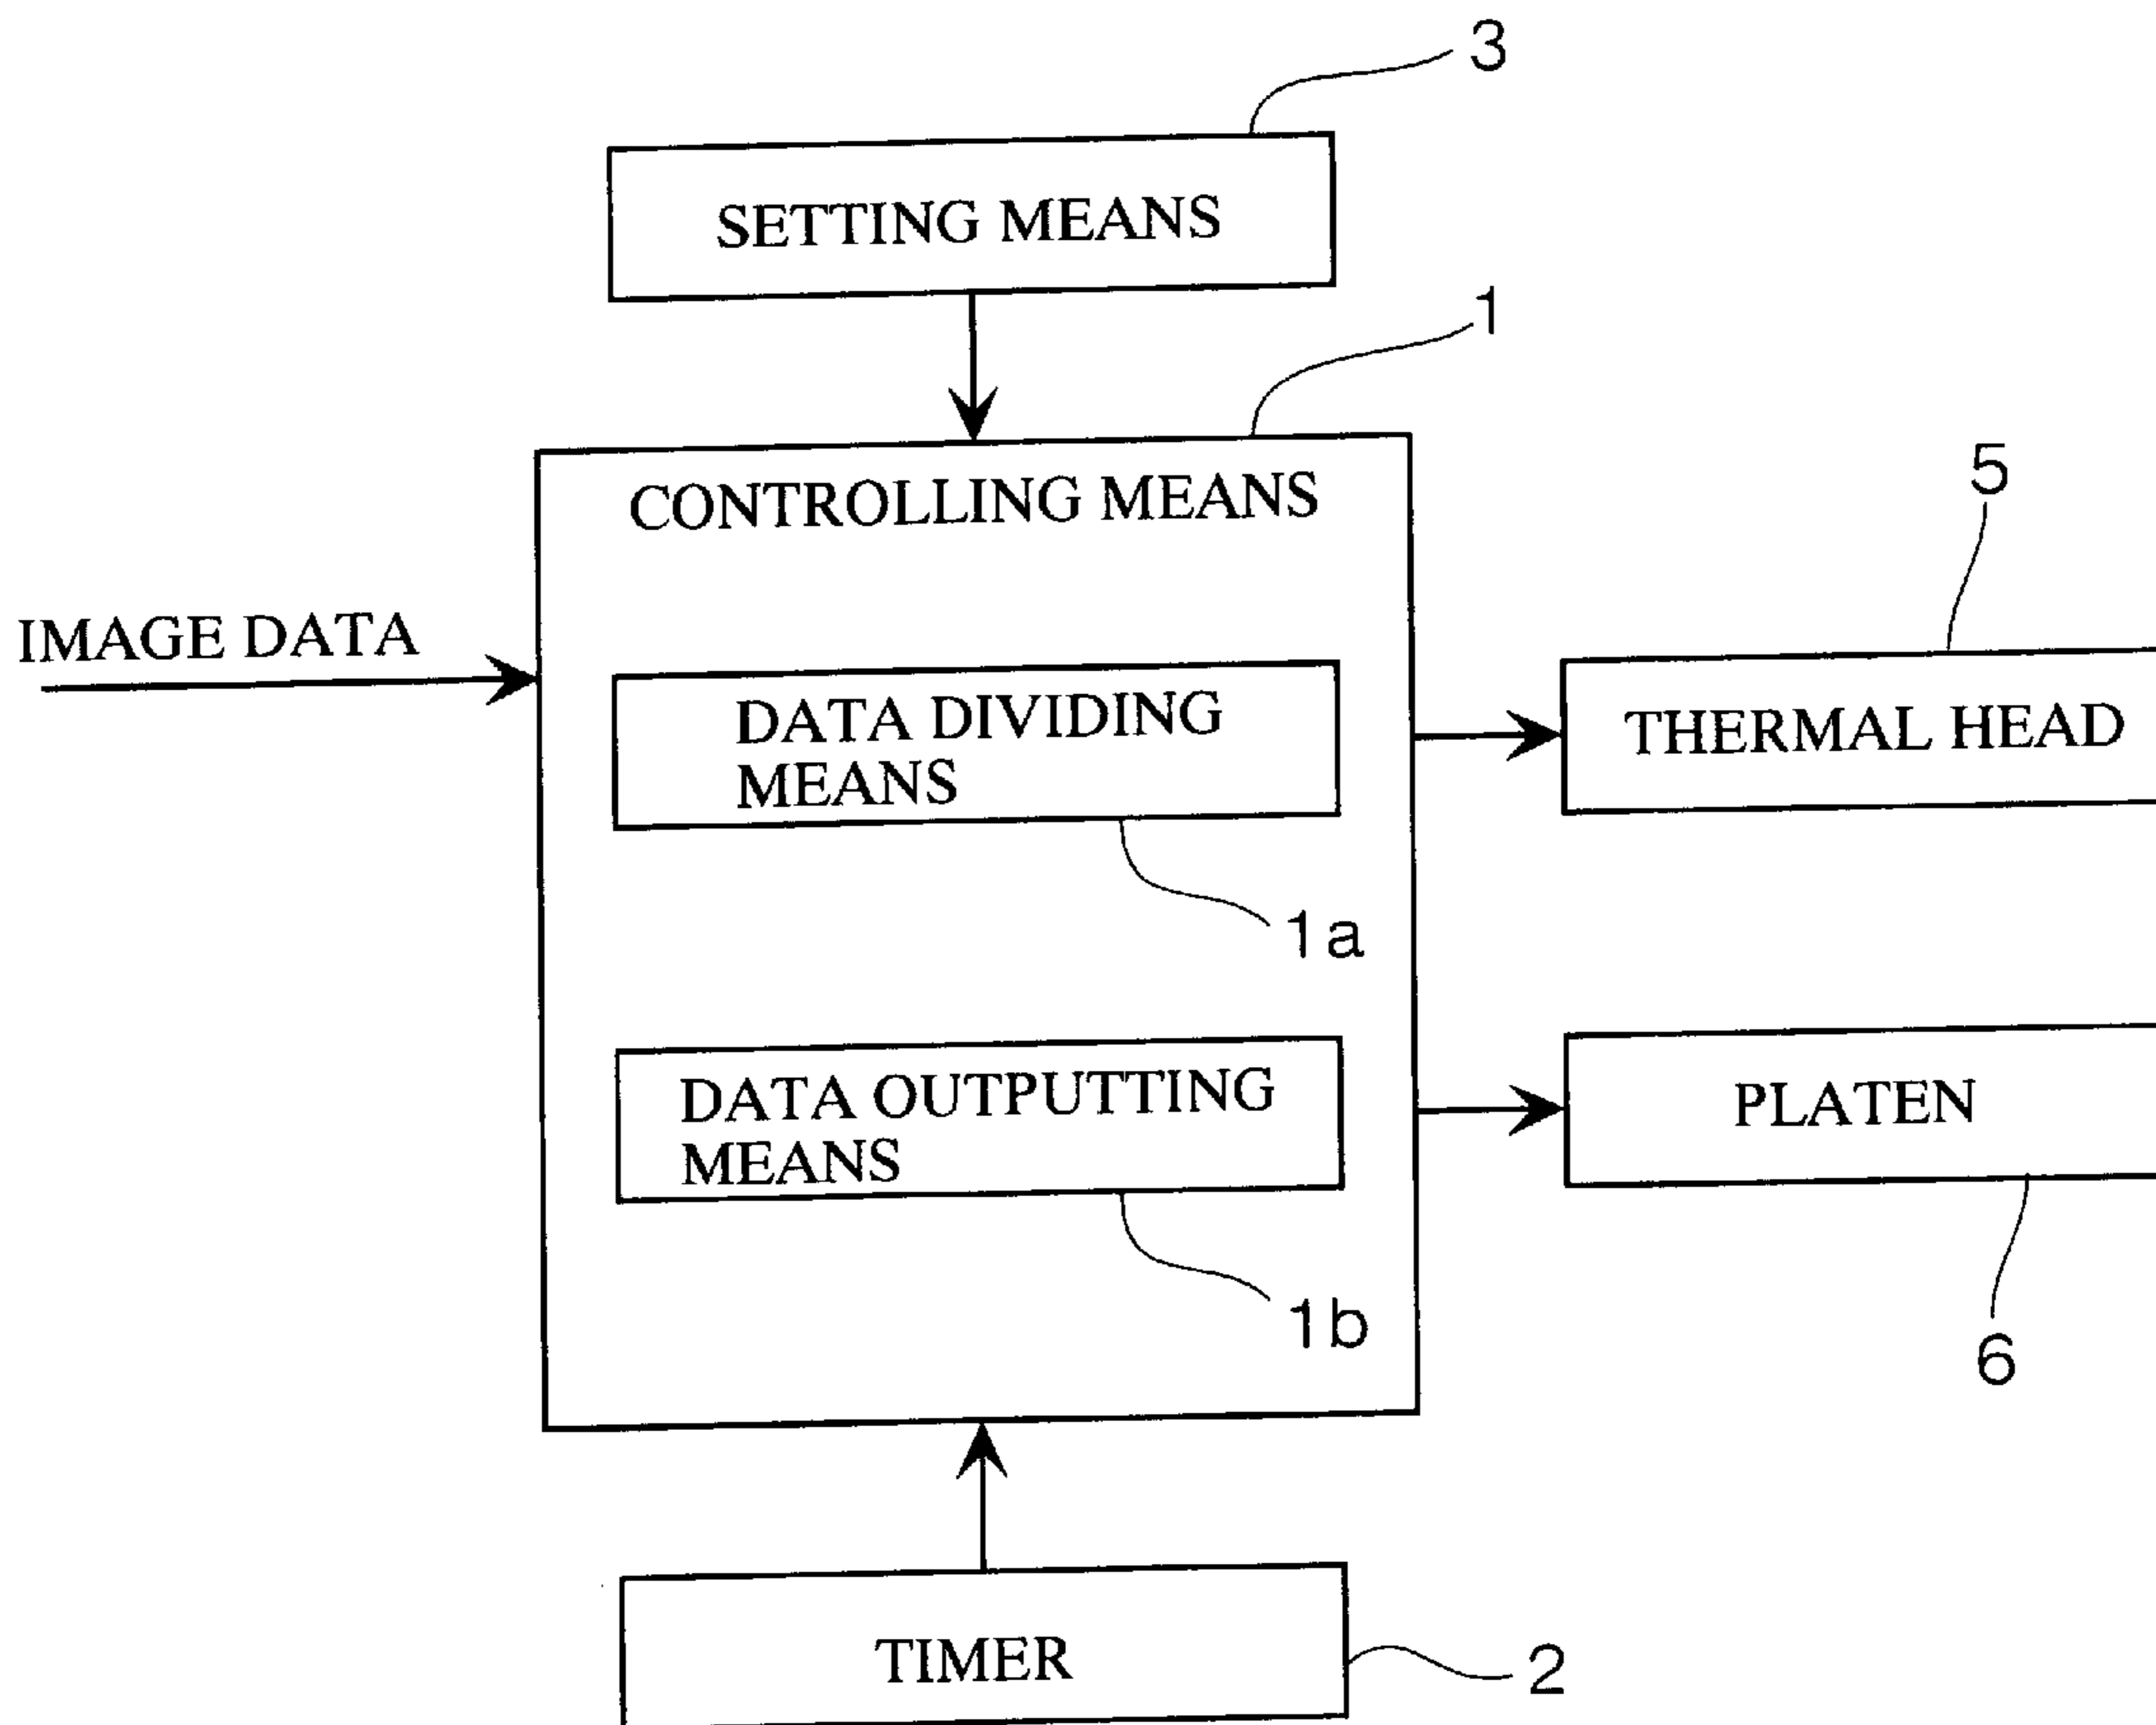 3
SETTING MEANS
1
CONTROLLING MEANS
5
IMAGE DATA
DATA DIVIDING
MEANS
THERMAL HEAD
1a
DATA OUTPUTTING
MEANS
PLATEN
1b
6
TIMER
2